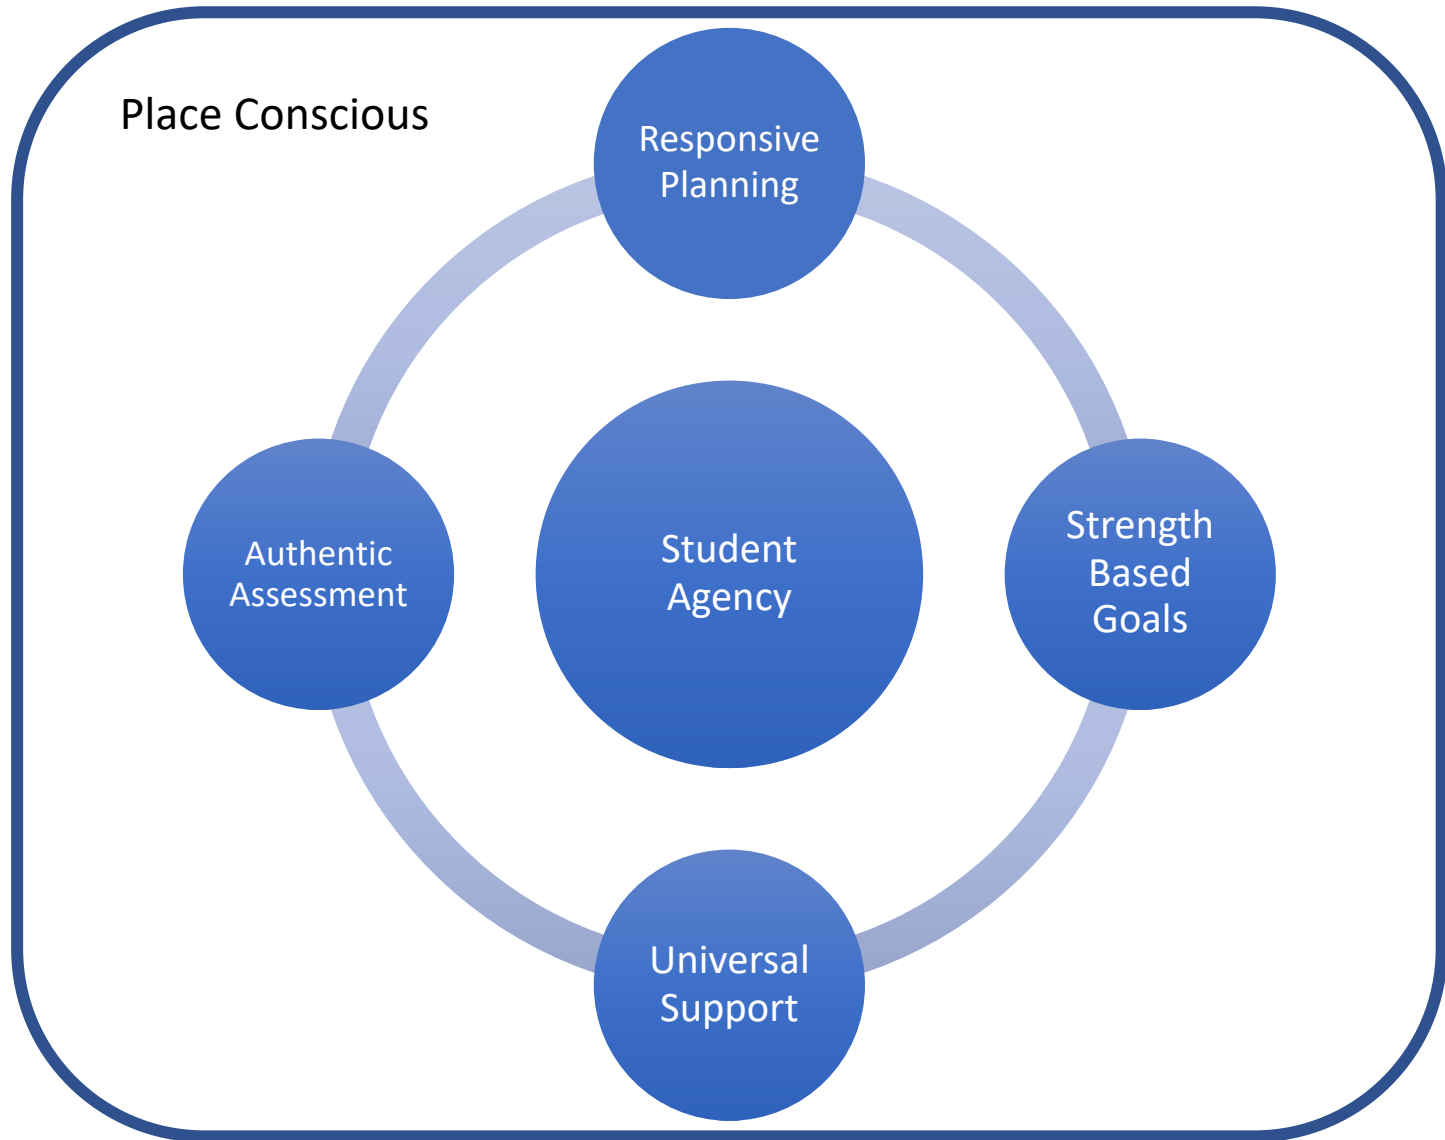 Place Conscious
Responsive
Planning
Authentic
Assessment
Student
Agency
Strength
Based
Goals
Universal
Support